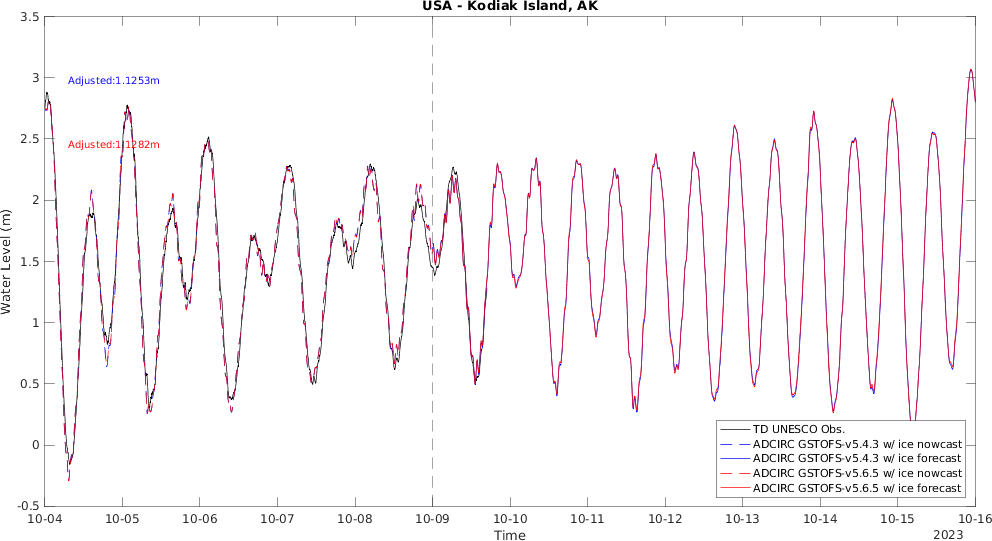 USA - Kodiak Island, AK
3.5
3
2.5
2
1.5
1
0.5
0
-0.5
Water Level (m)
Adjusted:1.1253m
Adjusted:1.1282m
TD UNESCO Obs.
ADCIRC GSTOFS-v5.4.3 w/ ice nowcast
ADCIRC GSTOFS-v5.4.3 w/ ice forecast
ADCIRC GSTOFS-v5.6.5 w/ ice nowcast
ADCIRC GSTOFS-v5.6.5 w/ ice forecast
10-04 10-05 10-06 10-07 10-08 10-09 10-10 10-11 10-12 10-13 10-14 10-15 10-16
Time
2023